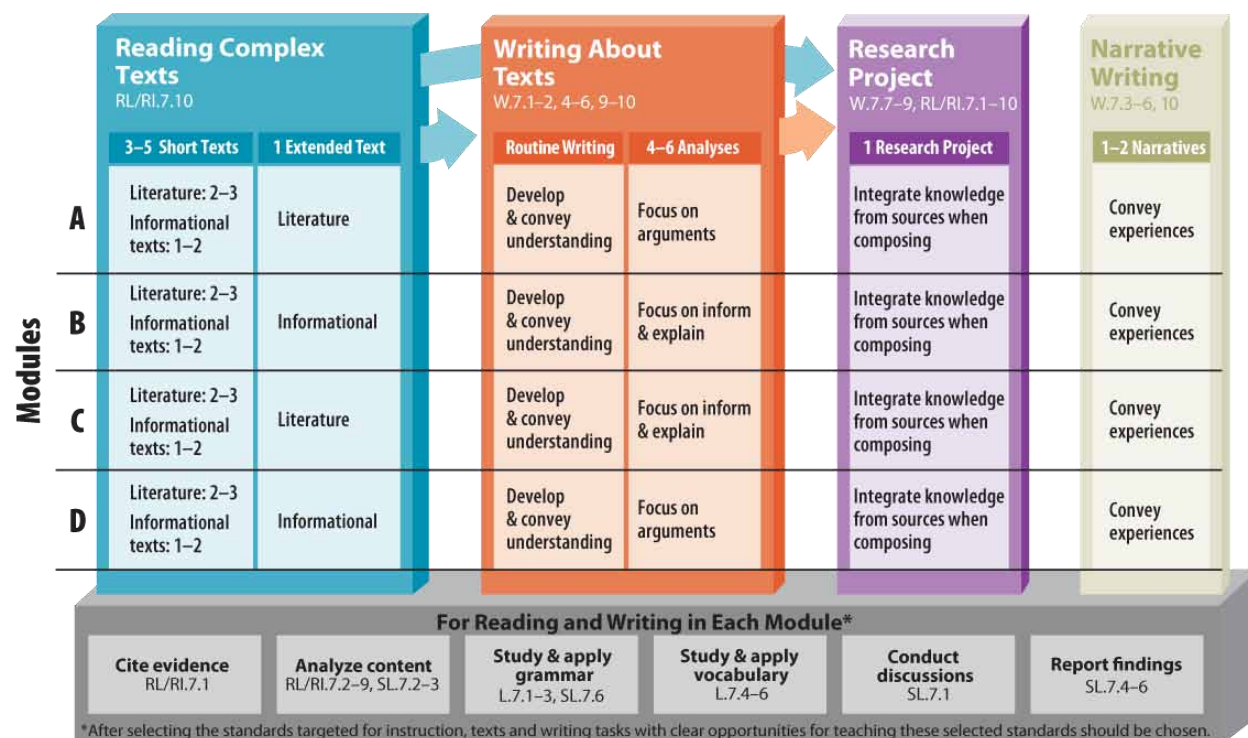 Reading Complex
Texts
RL/RI.7.10
Writing About
Texts
W.7.1–2, 4–6, 9–10
Research
Project
W.7.7–9, RL/RI.7.1–10
Narrative
Writing
W.7.3–6, 10
3–5 Short Texts
1 Extended Text
Routine Writing
4–6 Analyses
1 Research Project
1–2 Narratives
Modules
A
Literature: 2–3
Informational
texts: 1–2
Literature
Develop
& convey
understanding
Focus on
arguments
Integrate knowledge
from sources when
composing
Convey
experiences
B
Literature: 2–3
Informational
texts: 1–2
Informational
Develop
& convey
understanding
Focus on inform
& explain
Integrate knowledge
from sources when
composing
Convey
experiences
C
Literature: 2–3
Informational
texts: 1–2
Literature
Develop
& convey
understanding
Focus on inform
& explain
Integrate knowledge
from sources when
composing
Convey
experiences
D
Literature: 2–3
Informational
texts: 1–2
Informational
Develop
& convey
understanding
Focus on
arguments
Integrate knowledge
from sources when
composing
Convey
experiences
For Reading and Writing in Each Module*
Cite evidence
RL/RI.7.1
Analyze content
RL/RI.7.2–9, SL.7.2–3
Study & apply
grammar
L.7.1–3, SL.7.6
Study & apply
vocabulary
L.7.4–6
Conduct
discussions
SL.7.1
Report findings
SL.7.4–6
*After selecting the standards targeted for instruction, texts and writing tasks with clear opportunities for teaching these selected standards should be chosen.